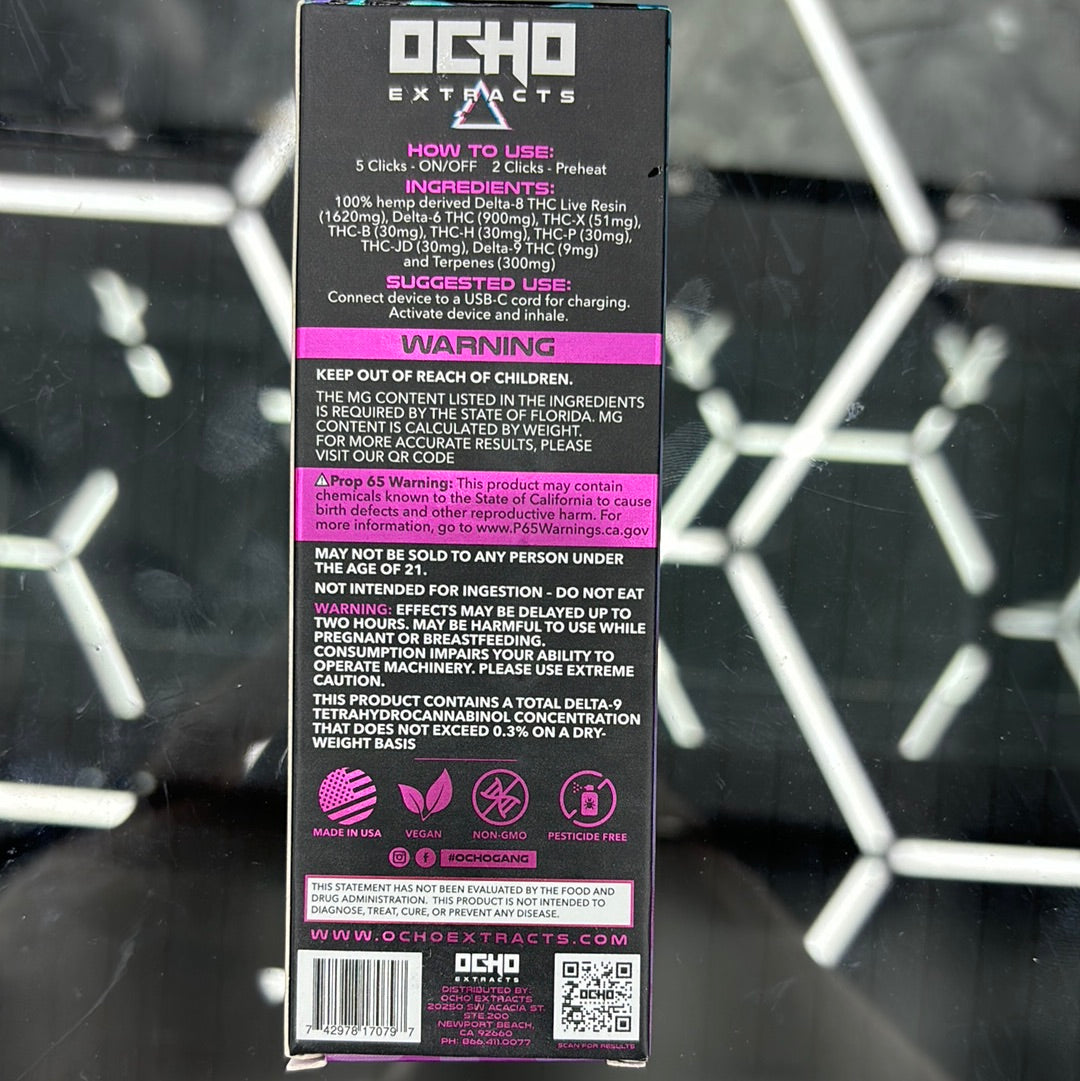 OCHO
EXTRACTS
HOW TO USE:
5 Clicks - ON/OFF 2 Clicks - Preheat
INGREDIENTS:
100% hemp derived Delta-8 THC Live Resin
(1620mg), Delta-6 THC (900mg), THC-X (51mg),
THC-B (30mg), THC-H (30mg), THC-P (30mg),
THC-JD (30mg), Delta-9 THC (9mg)
and Terpenes (300mg)
SUGGESTED USE:
Connect device to a USB-C cord for charging.
Activate device and inhale.
WARNING
KEEP OUT OF REACH OF CHILDREN.
THE MG CONTENT LISTED IN THE INGREDIENTS
IS REQUIRED BY THE STATE OF FLORIDA. MG
CONTENT IS CALCULATED BY WEIGHT.
FOR MORE ACCURATE RESULTS, PLEASE
VISIT OUR QR CODE
⚠Prop 65 Warning: This product may contain
chemicals known to the State of California to cause
birth defects and other reproductive harm. For
more information, go to www.P65Warnings.ca.gov
MAY NOT BE SOLD TO ANY PERSON UNDER
THE AGE OF 21.
NOT INTENDED FOR INGESTION - DO NOT EAT
WARNING: EFFECTS MAY BE DELAYED UP TO
TWO HOURS. MAY BE HARMFUL TO USE WHILE
PREGNANT OR BREASTFEEDING.
CONSUMPTION IMPAIRS YOUR ABILITY TO
OPERATE MACHINERY. PLEASE USE EXTREME
CAUTION.
THIS PRODUCT CONTAINS A TOTAL DELTA-9
TETRAHYDROCANNABINOL CONCENTRATION
THAT DOES NOT EXCEED 0.3% ON A DRY-
WEIGHT BASIS
MADE IN USA VEGAN NON-GMO PESTICIDE FREE
#OCHOGANG
THIS STATEMENT HAS NOT BEEN EVALUATED BY THE FOOD AND
DRUG ADMINISTRATION. THIS PRODUCT IS NOT INTENDED TO
DIAGNOSE, TREAT, CURE, OR PREVENT ANY DISEASE.
WWW.OCHOEXTRACTS.COM
7 42978 17079 7
OCHO
EXTRACTS
DISTRIBUTED BY:
OCHO EXTRACTS
20250 SW ACACIA ST.
STE 200
NEWPORT BEACH,
CA 92660
PH: 866.411.0077
OCHO
SCAN FOR RESULTS